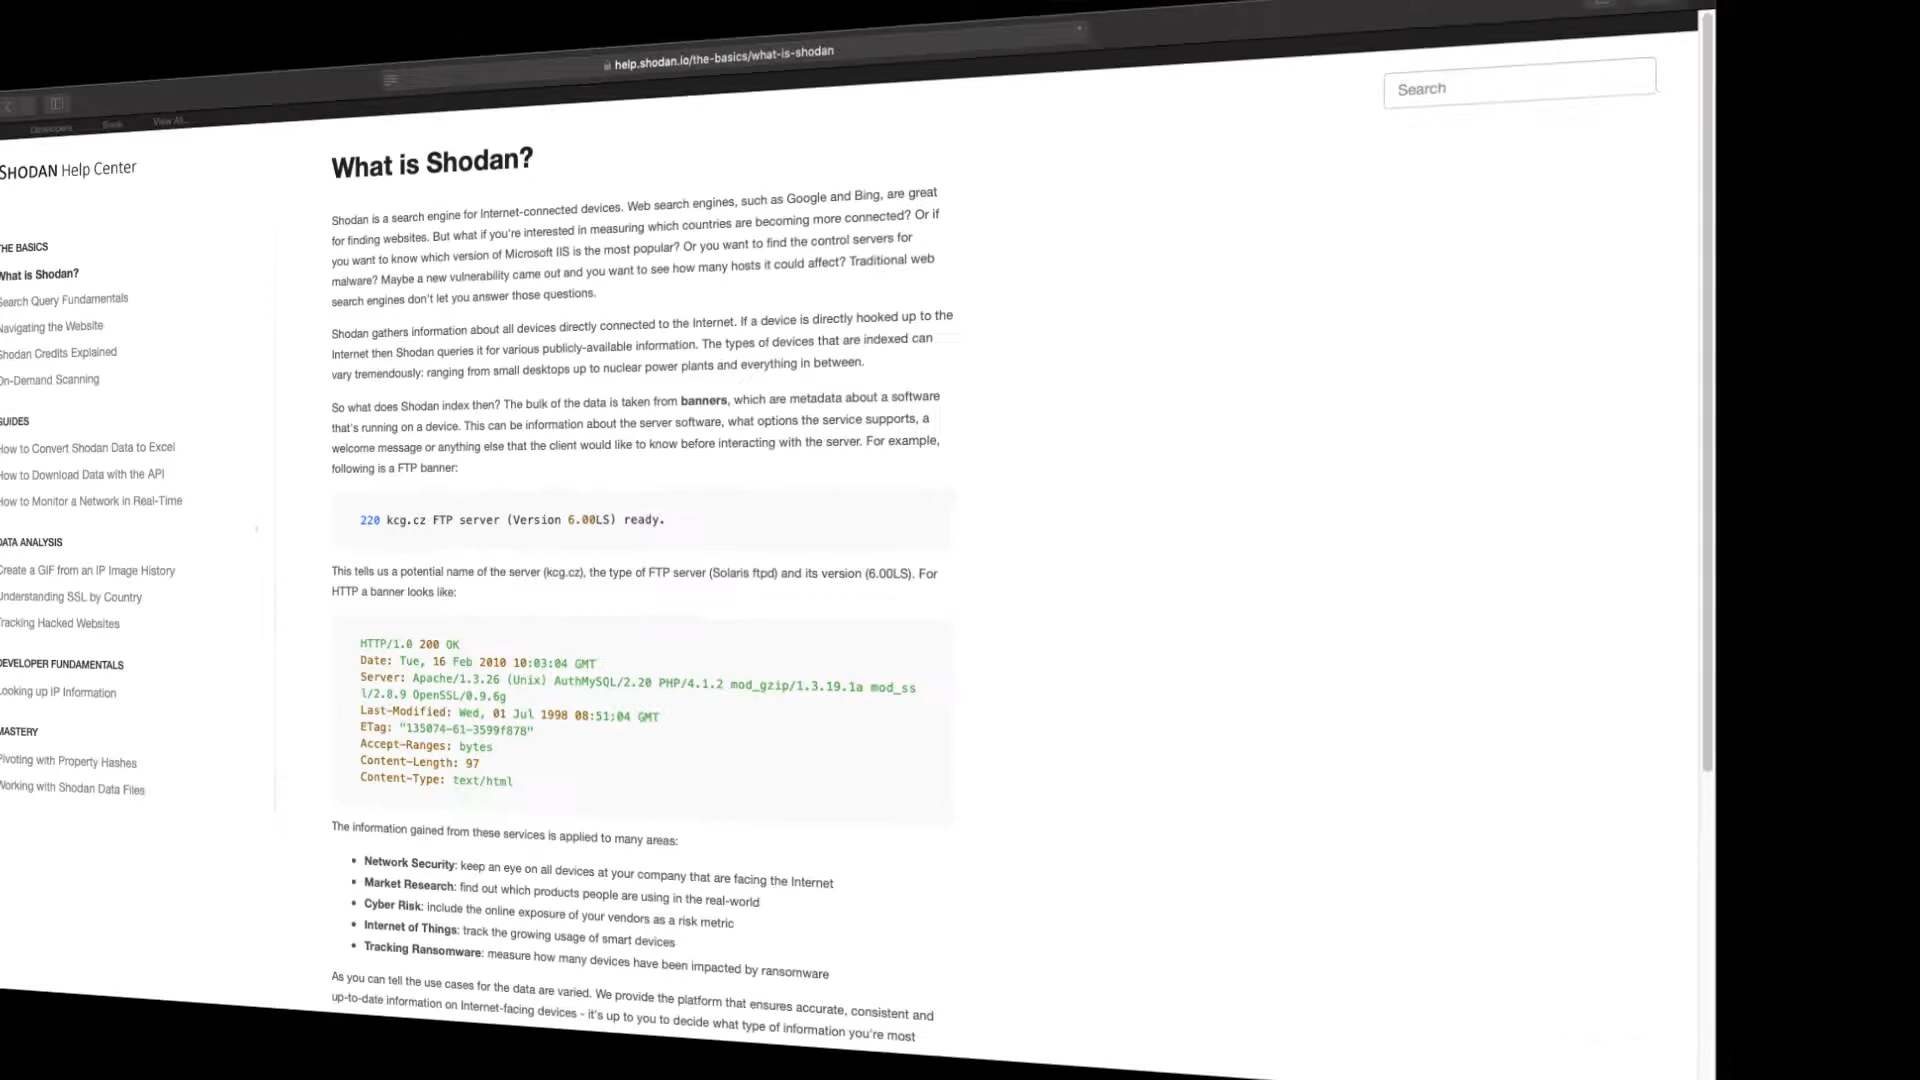 help.shodan.io/the-basics/what-is-shodan
Developers Book View All...
Search
SHODAN Help Center
THE BASICS
What is Shodan?
Search Query Fundamentals
Navigating the Website
Shodan Credits Explained
On-Demand Scanning
GUIDES
How to Convert Shodan Data to Excel
How to Download Data with the API
How to Monitor a Network in Real-Time
DATA ANALYSIS
Create a GIF from an IP Image History
Understanding SSL by Country
Tracking Hacked Websites
DEVELOPER FUNDAMENTALS
Looking up IP Information
MASTERY
Pivoting with Property Hashes
Working with Shodan Data Files
What is Shodan?
Shodan is a search engine for Internet-connected devices. Web search engines, such as Google and Bing, are great
for finding websites. But what if you're interested in measuring which countries are becoming more connected? Or if
you want to know which version of Microsoft IIS is the most popular? Or you want to find the control servers for
malware? Maybe a new vulnerability came out and you want to see how many hosts it could affect? Traditional web
search engines don't let you answer those questions.
Shodan gathers information about all devices directly connected to the Internet. If a device is directly hooked up to the
Internet then Shodan queries it for various publicly-available information. The types of devices that are indexed can
vary tremendously: ranging from small desktops up to nuclear power plants and everything in between.
So what does Shodan index then? The bulk of the data is taken from banners, which are metadata about a software
that's running on a device. This can be information about the server software, what options the service supports, a
welcome message or anything else that the client would like to know before interacting with the server. For example,
following is a FTP banner:
220 kcg.cz FTP server (Version 6.00LS) ready.
This tells us a potential name of the server (kcg.cz), the type of FTP server (Solaris ftpd) and its version (6.00LS). For
HTTP a banner looks like:
HTTP/1.0 200 OK
Date: Tue, 16 Feb 2010 10:03:04 GMT
Server: Apache/1.3.26 (Unix) AuthMySQL/2.20 PHP/4.1.2 mod_gzip/1.3.19.1a mod_ss
l/2.8.9 OpenSSL/0.9.6g
Last-Modified: Wed, 01 Jul 1998 08:51:04 GMT
ETag: "135074-61-3599f878"
Accept-Ranges: bytes
Content-Length: 97
Content-Type: text/html
The information gained from these services is applied to many areas:
• Network Security: keep an eye on all devices at your company that are facing the Internet
• Market Research: find out which products people are using in the real-world
• Cyber Risk: include the online exposure of your vendors as a risk metric
• Internet of Things: track the growing usage of smart devices
• Tracking Ransomware: measure how many devices have been impacted by ransomware
As you can tell the use cases for the data are varied. We provide the platform that ensures accurate, consistent and
up-to-date information on Internet-facing devices - it's up to you to decide what type of information you're most